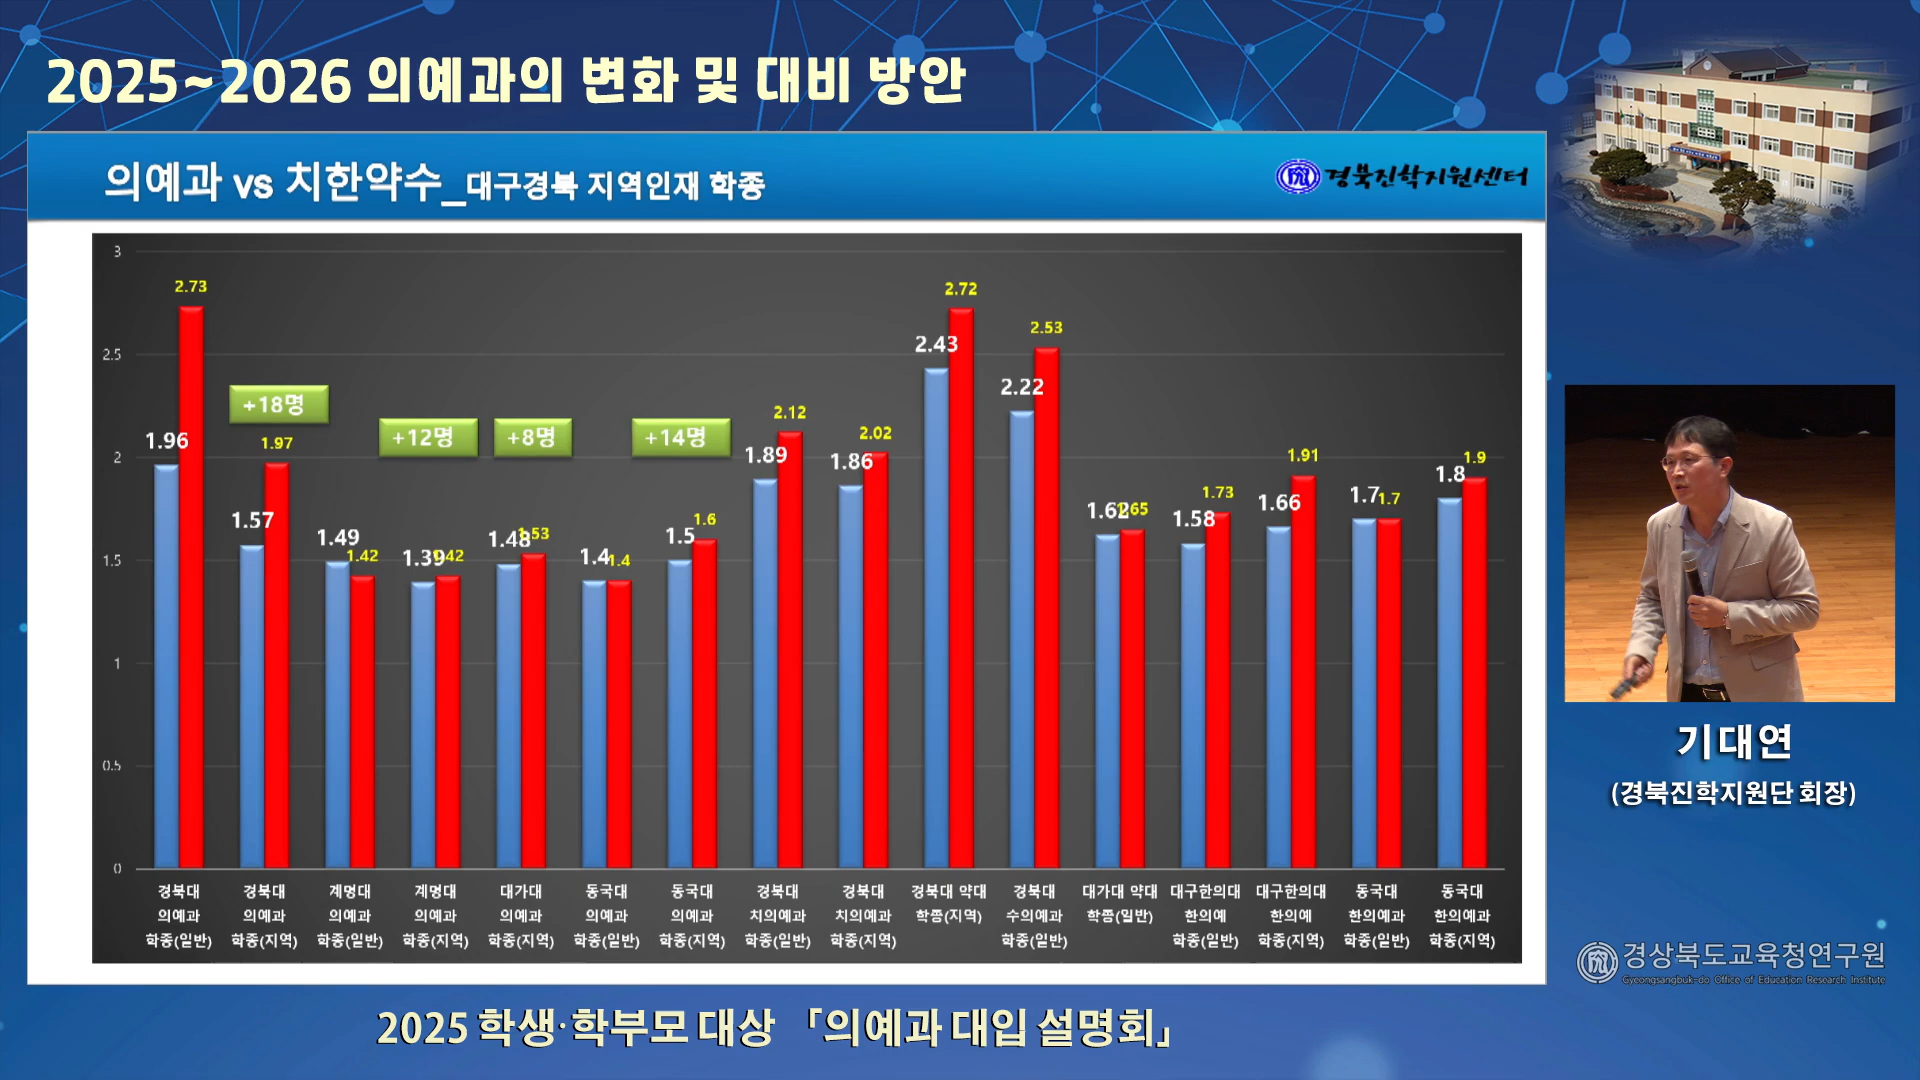 2025~2026 의예과의 변화 및 대비 방안
의예과 vs 치한약수_대구경북 지역인재 학종
경북진학지원센터
3
2.5
2
1.5
1
0.5
0
2.73
1.96
+18명
1.97
1.57
+12명
1.49
1.42
1.39
1.42
+8명
1.48
1.53
1.4
1.4
+14명
1.5
1.6
1.89
2.12
1.86
2.02
2.43
2.72
2.22
2.53
1.62
1.65
1.58
1.73
1.66
1.91
1.7
1.7
1.8
1.9
경북대
의예과
학종(일반)
경북대
의예과
학종(지역)
계명대
의예과
학종(일반)
계명대
의예과
학종(지역)
대가대
의예과
학종(지역)
동국대
의예과
학종(일반)
동국대
의예과
학종(지역)
경북대
치의예과
학종(일반)
경북대
치의예과
학종(지역)
경북대 약대
학종(지역)
경북대
수의예과
학종(일반)
대가대 약대
학종(일반)
대구한의대
한의예
학종(일반)
대구한의대
한의예
학종(지역)
동국대
한의예과
학종(일반)
동국대
한의예과
학종(지역)
기대연
(경북진학지원단 회장)
경상북도교육청연구원
Gyeongsangbuk-do Office of Education Research Institute
2025 학생·학부모 대상 「의예과 대입 설명회」